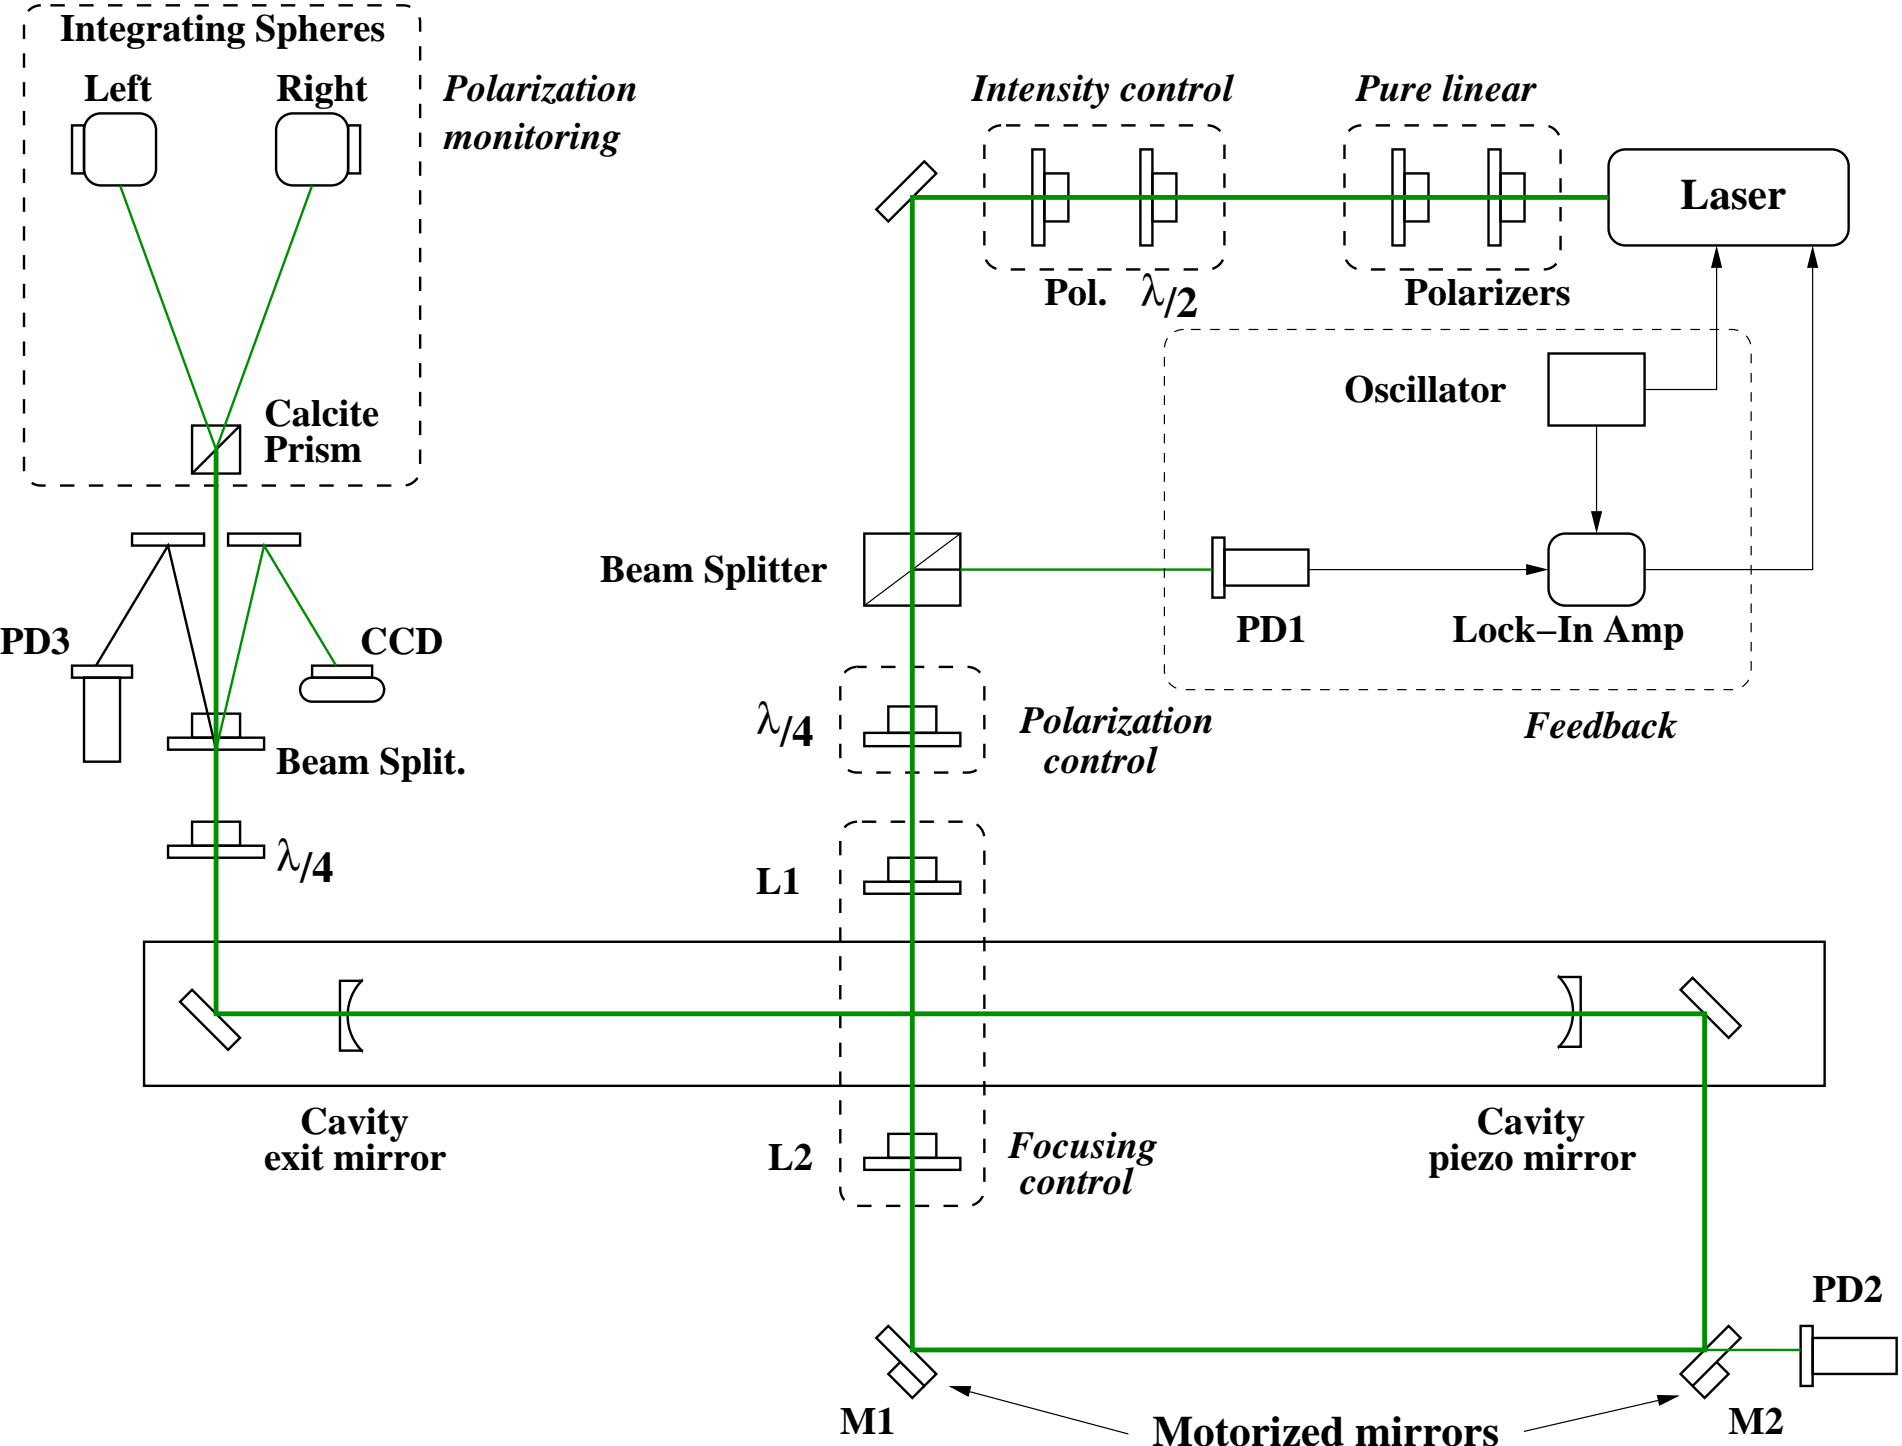 Integrating Spheres
Left
Right
Polarization
monitoring
Intensity control
Pure linear
Laser
Pol.
λ/2
Polarizers
Oscillator
Calcite
Prism
Beam Splitter
PD1
Lock–In Amp
Feedback
PD3
CCD
Beam Split.
λ/4
Polarization
control
λ/4
L1
Cavity
exit mirror
L2
Focusing
control
Cavity
piezo mirror
PD2
M1
Motorized mirrors
M2